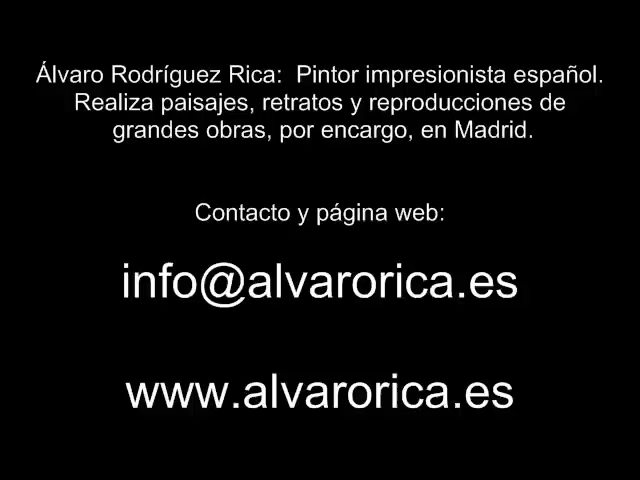 Álvaro Rodríguez Rica:  Pintor impresionista español.
Realiza paisajes, retratos y reproducciones de
grandes obras, por encargo, en Madrid.
Contacto y página web:
info@alvarorica.es
www.alvarorica.es